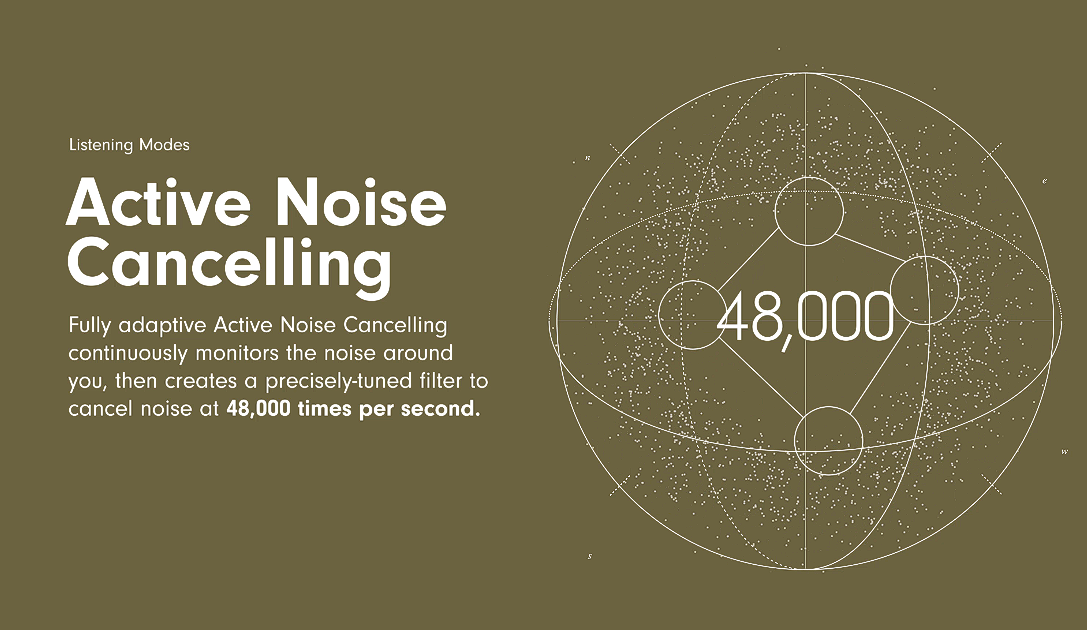 Listening Modes
Active Noise
Cancelling
Fully adaptive Active Noise Cancelling
continuously monitors the noise around
you, then creates a precisely-tuned filter to
cancel noise at 48,000 times per second.
n
e
48,000
w
s